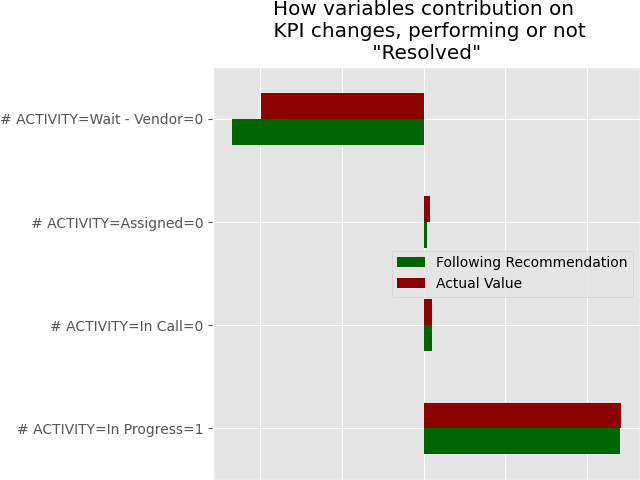 How variables contribution on
KPI changes, performing or not
"Resolved"
# ACTIVITY=Wait - Vendor=0
# ACTIVITY=Assigned=0
Following Recommendation
Actual Value
# ACTIVITY=In Call=0
# ACTIVITY=In Progress=1